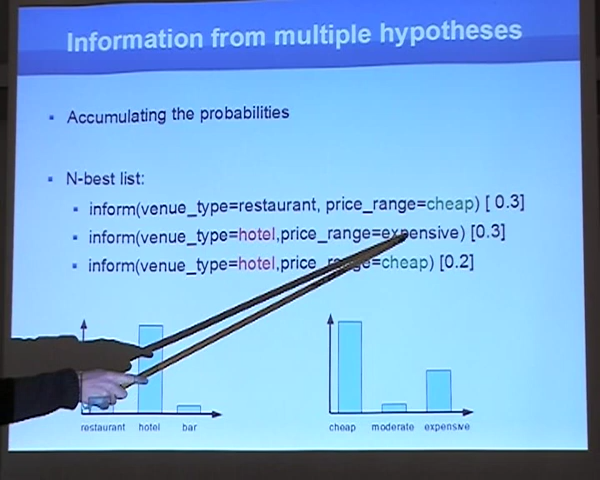 Information from multiple hypotheses
Accumulating the probabilities
N-best list:
inform(venue_type=restaurant, price_range=cheap) [ 0.3]
inform(venue_type=hotel,price_range=expensive) [0.3]
inform(venue_type=hotel,price_range=cheap) [0.2]
restaurant hotel bar
cheap moderate expensive